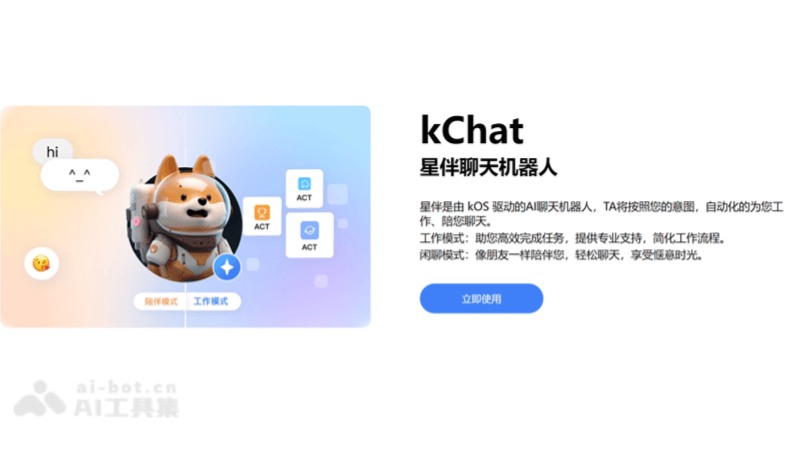 hi
^_^
ACT
ACT
ACT
陪伴模式
工作模式
kChat
星伴聊天机器人
星伴是由 kOS 驱动的AI聊天机器人，TA将按照您的意图，自动化的为您工
作、陪您聊天。
工作模式：助您高效完成任务，提供专业支持，简化工作流程。
闲聊模式：像朋友一样陪伴您，轻松聊天，享受惬意时光。
立即使用
ai-bot.cn
AI工具集